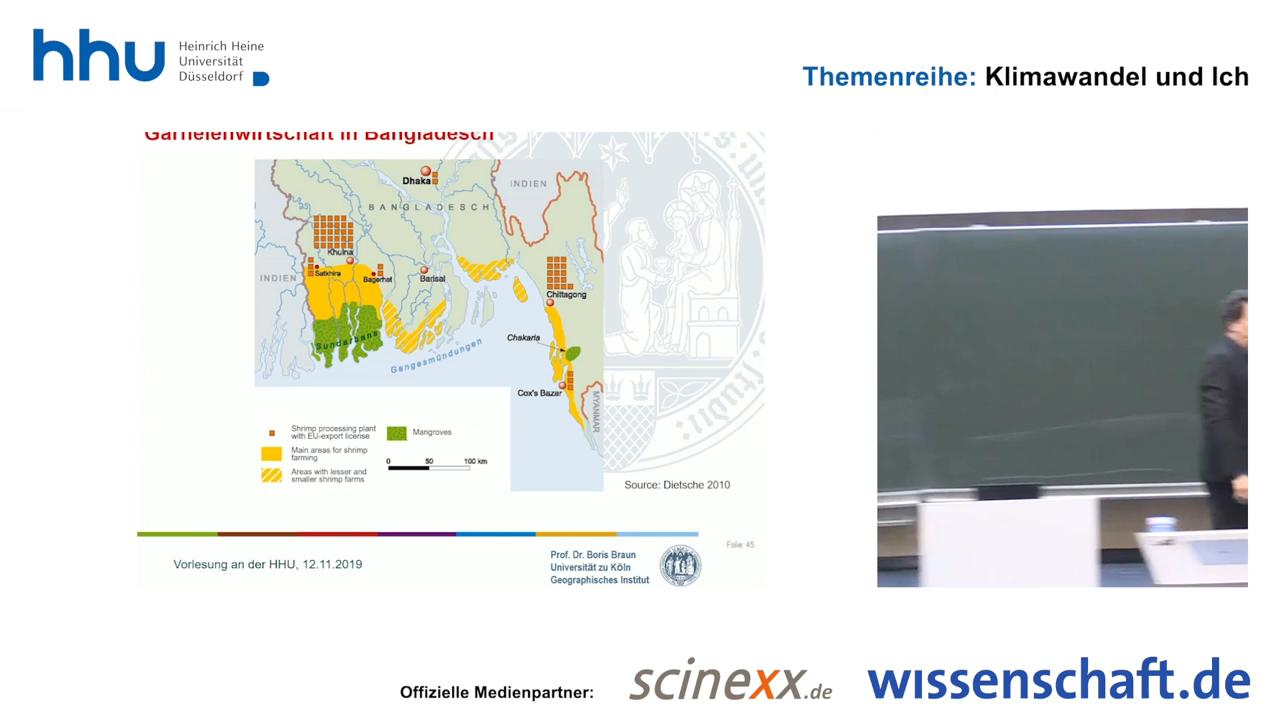 hhu Heinrich Heine
Universität
Düsseldorf
Themenreihe: Klimawandel und Ich
Garnelenwirtschaft in Bangladesch
Dhaka
INDIEN
BANGLADESCH
Khulna
INDIEN
Satkhira
Bagerhat
Barisal
Chittagong
Sunderbans
Gangesmündungen
Chakaria
Cox's Bazar
MYANMAR
Shrimp processing plant
with EU-export license
Mangroves
Main areas for shrimp
farming
0 50 100 km
Areas with lesser and
smaller shrimp farms
Source: Dietsche 2010
Folie: 45
Vorlesung an der HHU, 12.11.2019
Prof. Dr. Boris Braun
Universität zu Köln
Geographisches Institut
Offizielle Medienpartner:
scinexx.de
wissenschaft.de